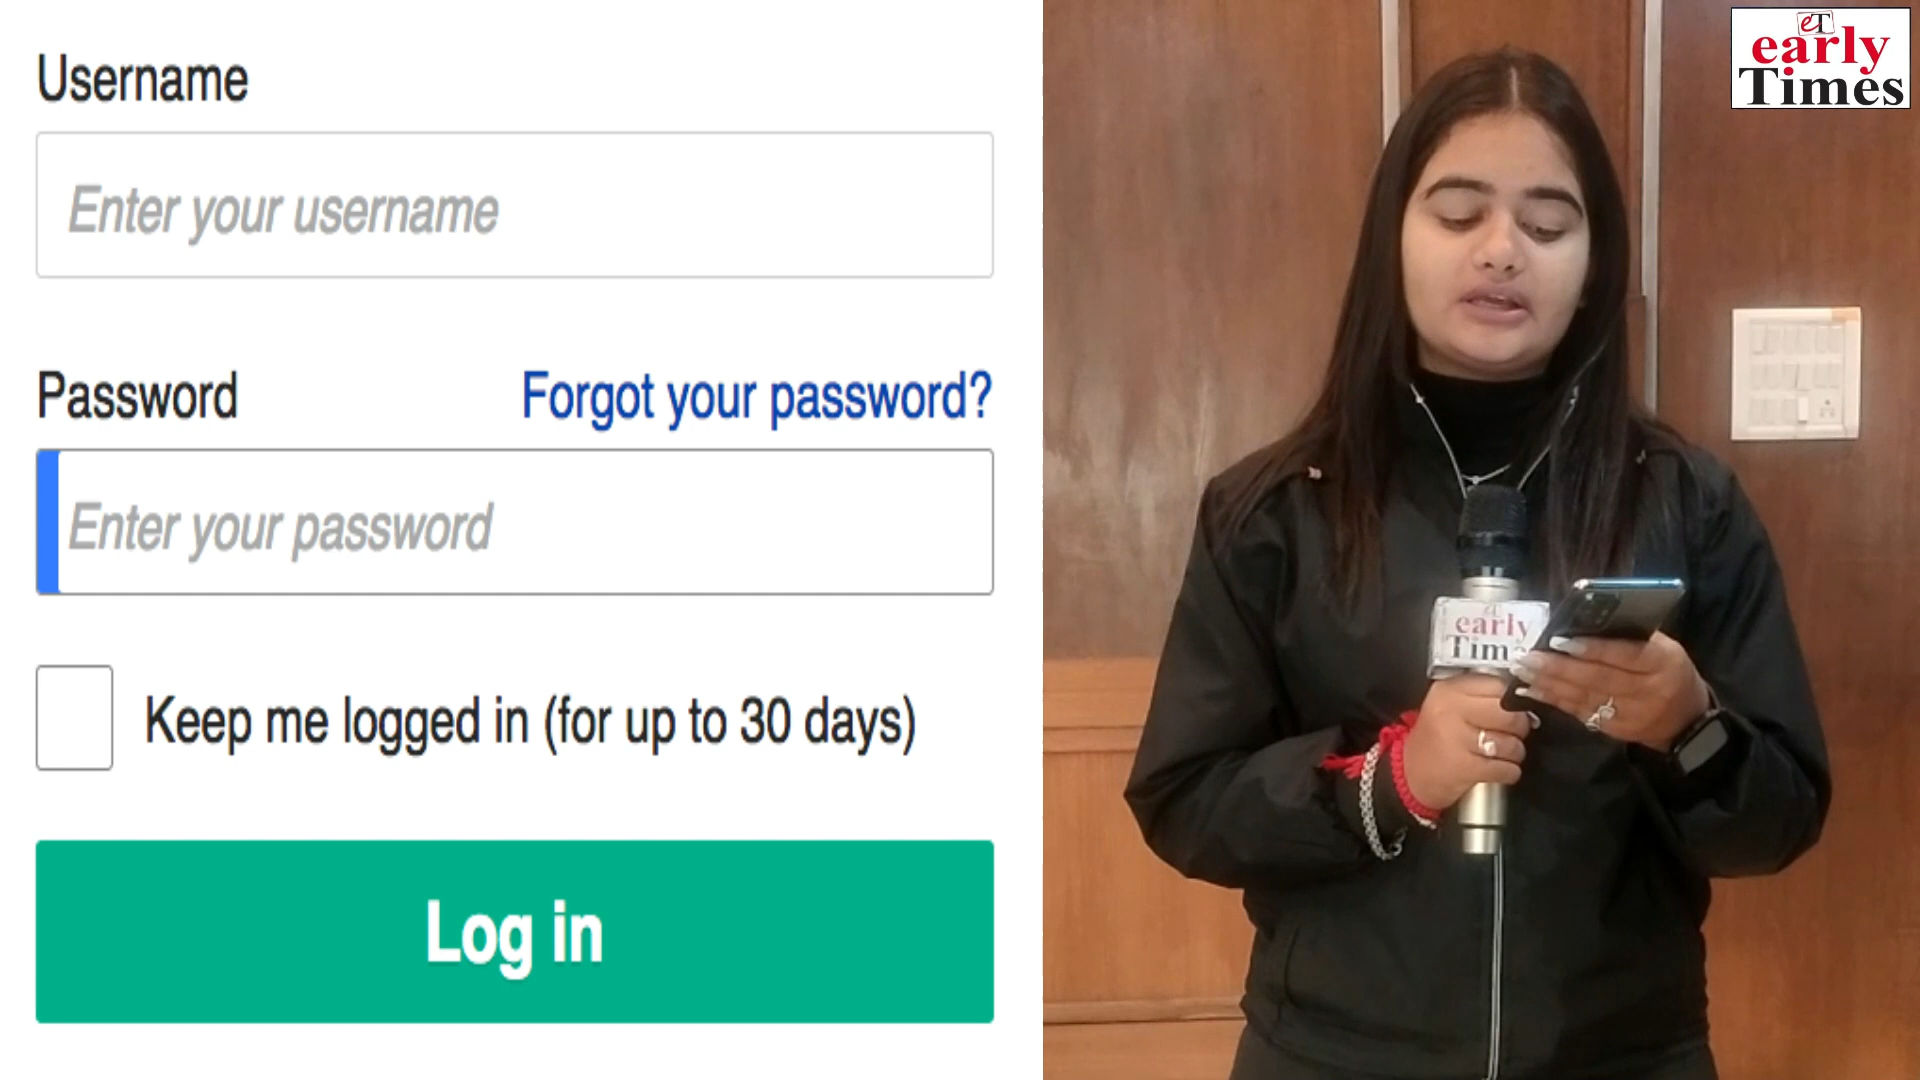 Username
Enter your username
Password
Forgot your password?
Enter your password
Keep me logged in (for up to 30 days)
Log in
eT
early
Times
early